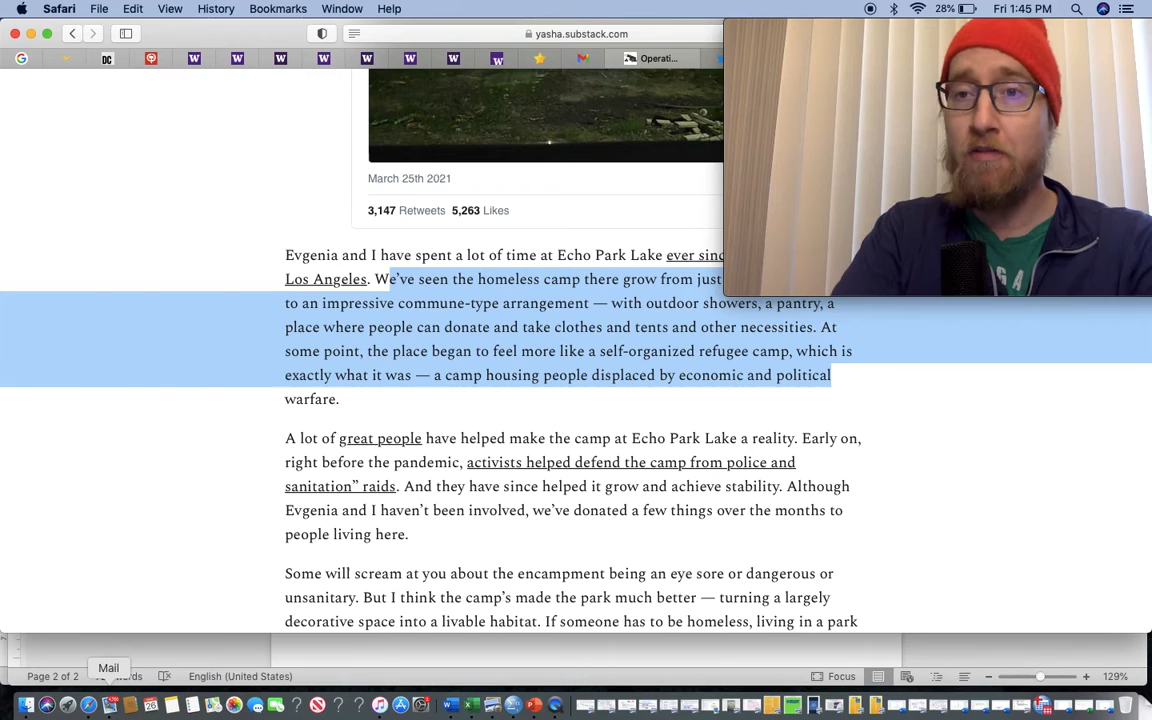 Safari File Edit View History Bookmarks Window Help 28% Fri 1:45 PM
yasha.substack.com
G DC W W W W W W W W Operati...
March 25th 2021
3,147 Retweets 5,263 Likes
Evgenia and I have spent a lot of time at Echo Park Lake ever sinc
Los Angeles. We've seen the homeless camp there grow from just
to an impressive commune-type arrangement — with outdoor showers, a pantry, a
place where people can donate and take clothes and tents and other necessities. At
some point, the place began to feel more like a self-organized refugee camp, which is
exactly what it was — a camp housing people displaced by economic and political
warfare.
A lot of great people have helped make the camp at Echo Park Lake a reality. Early on,
right before the pandemic, activists helped defend the camp from police and
sanitation” raids. And they have since helped it grow and achieve stability. Although
Evgenia and I haven't been involved, we've donated a few things over the months to
people living here.
Some will scream at you about the encampment being an eye sore or dangerous or
unsanitary. But I think the camp's made the park much better — turning a largely
decorative space into a livable habitat. If someone has to be homeless, living in a park
Mail
Page 2 of 2 words English (United States) Focus 129%